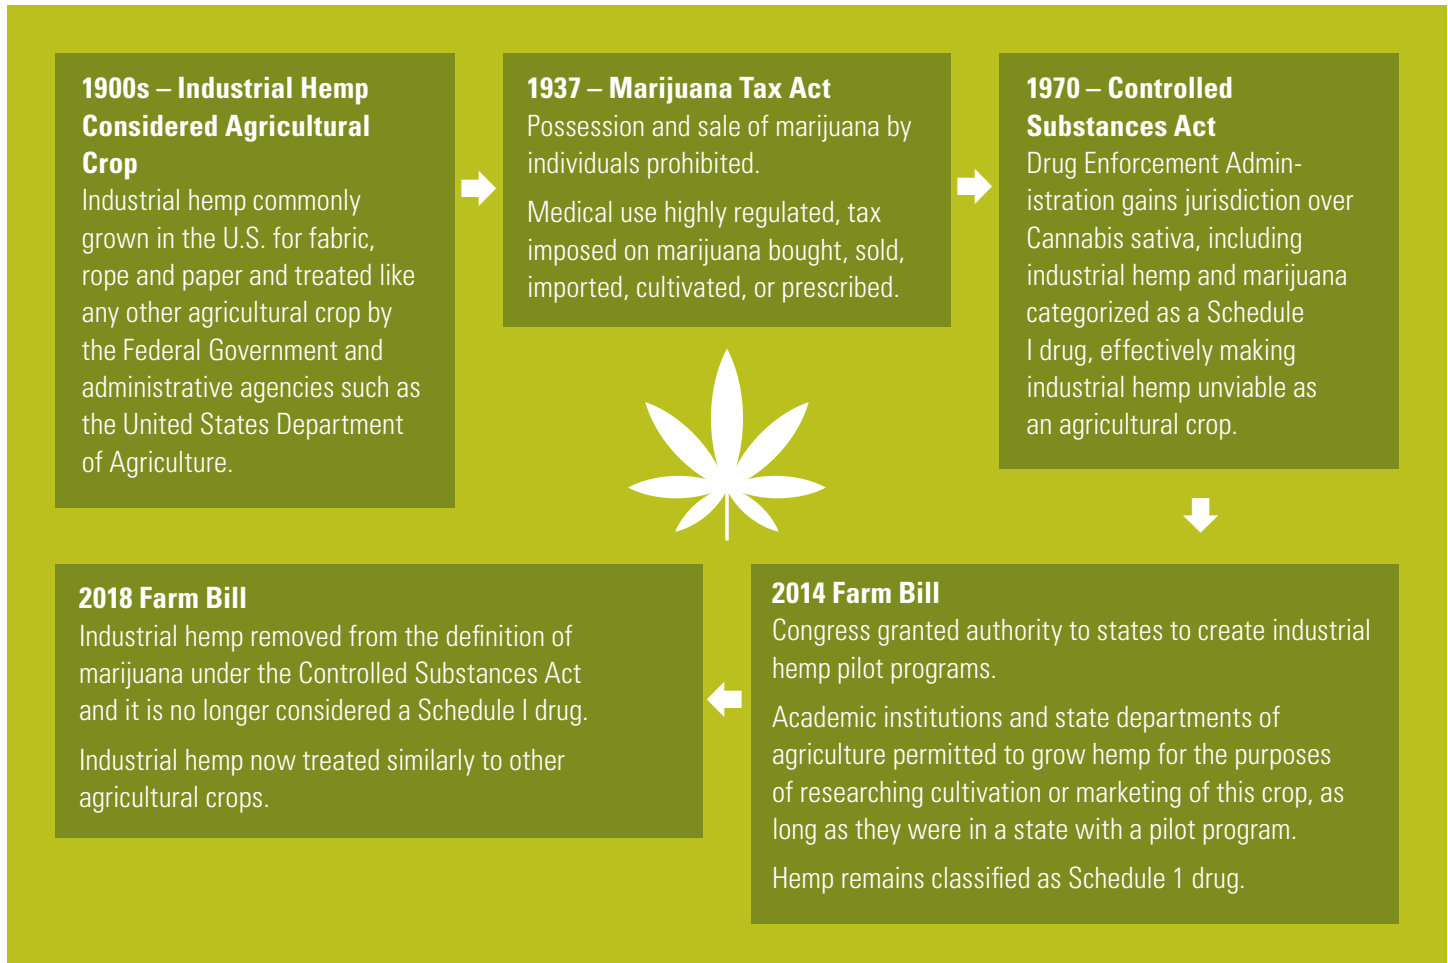 1900s – Industrial Hemp
Considered Agricultural
Crop
Industrial hemp commonly
grown in the U.S. for fabric,
rope and paper and treated like
any other agricultural crop by
the Federal Government and
administrative agencies such as
the United States Department
of Agriculture.
1937 – Marijuana Tax Act
Possession and sale of marijuana by
individuals prohibited.
Medical use highly regulated, tax
imposed on marijuana bought, sold,
imported, cultivated, or prescribed.
1970 – Controlled
Substances Act
Drug Enforcement Admin-
istration gains jurisdiction over
Cannabis sativa, including
industrial hemp and marijuana
categorized as a Schedule
I drug, effectively making
industrial hemp unviable as
an agricultural crop.
2014 Farm Bill
Congress granted authority to states to create industrial
hemp pilot programs.
Academic institutions and state departments of
agriculture permitted to grow hemp for the purposes
of researching cultivation or marketing of this crop, as
long as they were in a state with a pilot program.
Hemp remains classified as Schedule 1 drug.
2018 Farm Bill
Industrial hemp removed from the definition of
marijuana under the Controlled Substances Act
and it is no longer considered a Schedule I drug.
Industrial hemp now treated similarly to other
agricultural crops.